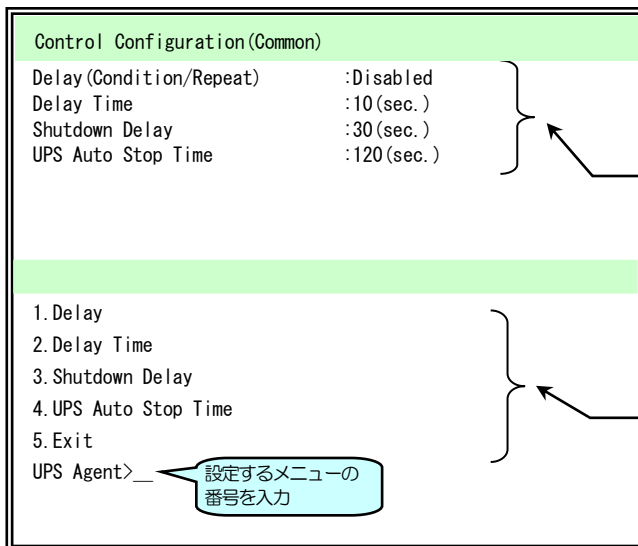 Control Configuration(Common)
Delay(Condition/Repeat) :Disabled
Delay Time :10(sec.)
Shutdown Delay :30(sec.)
UPS Auto Stop Time :120(sec.)
1.Delay
2.Delay Time
3.Shutdown Delay
4.UPS Auto Stop Time
5.Exit
UPS Agent>__
設定するメニューの
番号を入力